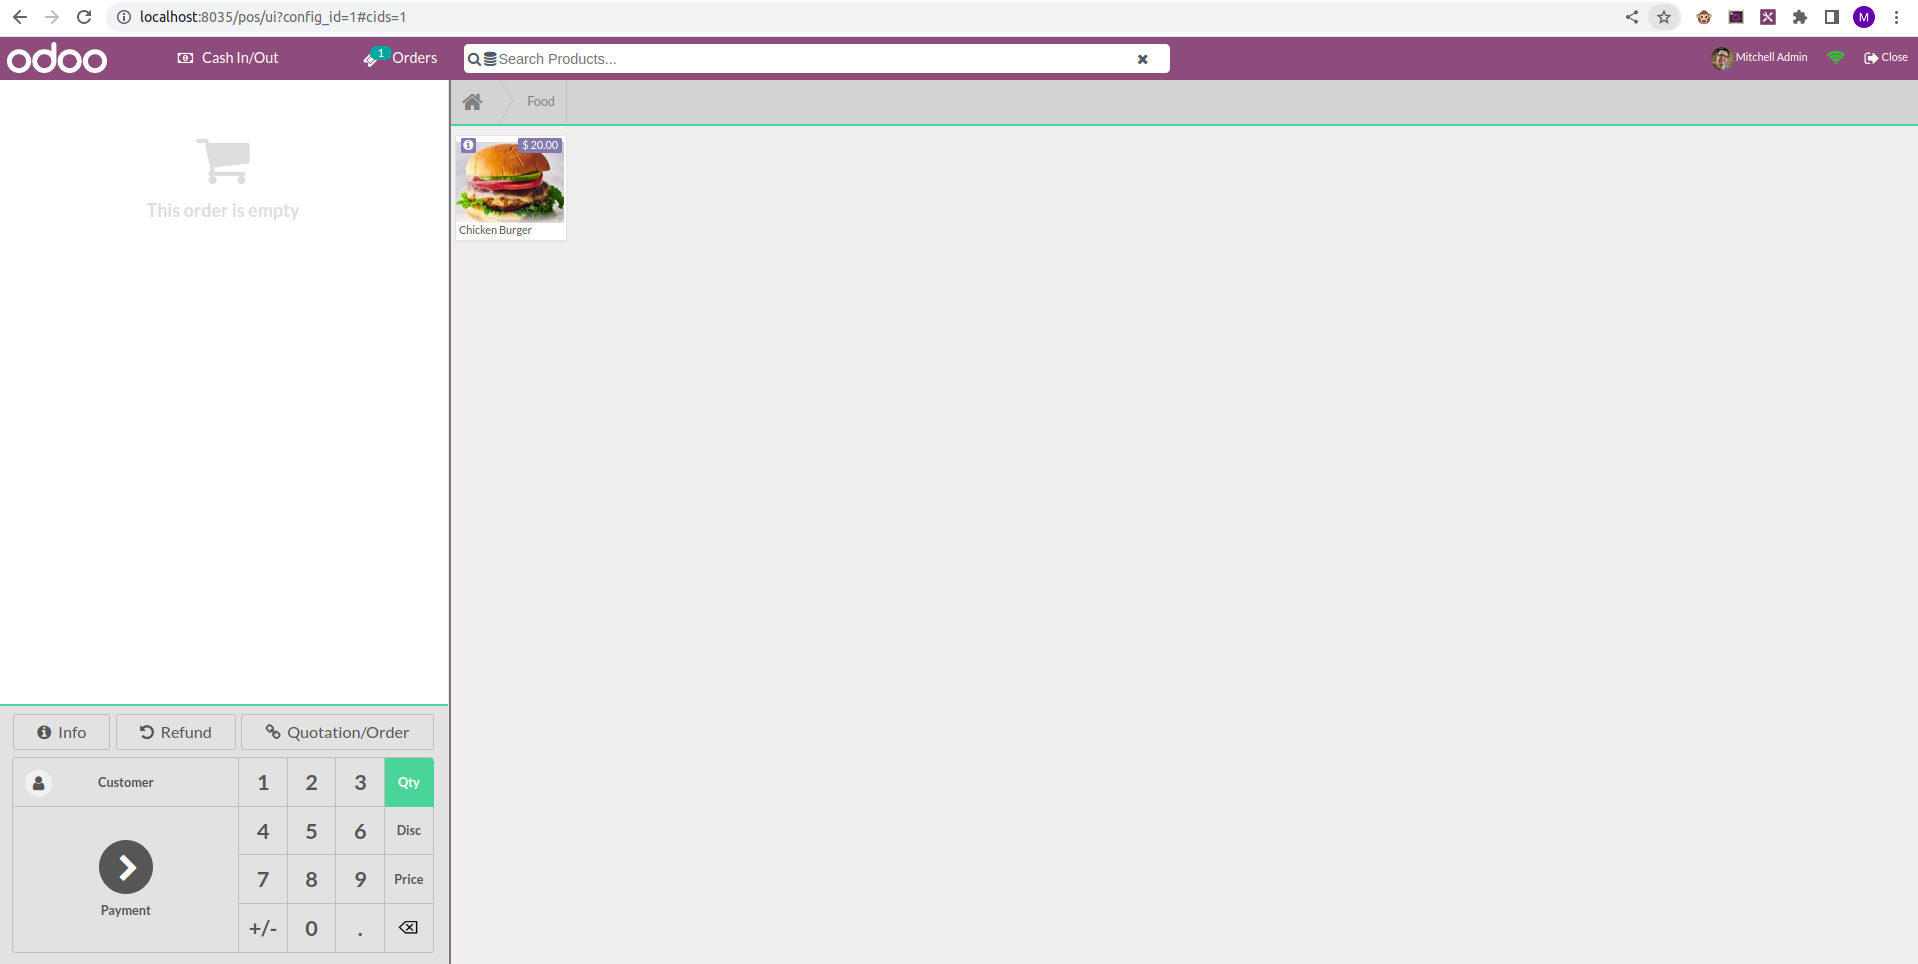 localhost:8035/pos/ui?config_id=1#cids=1
M
odoo
Cash In/Out
1
Orders
Search Products...
Mitchell Admin
Close
Food
$ 20.00
Chicken Burger
This order is empty
Info
Refund
Quotation/Order
Customer
1
2
3
Qty
4
5
6
Disc
7
8
9
Price
Payment
+/-
0
.